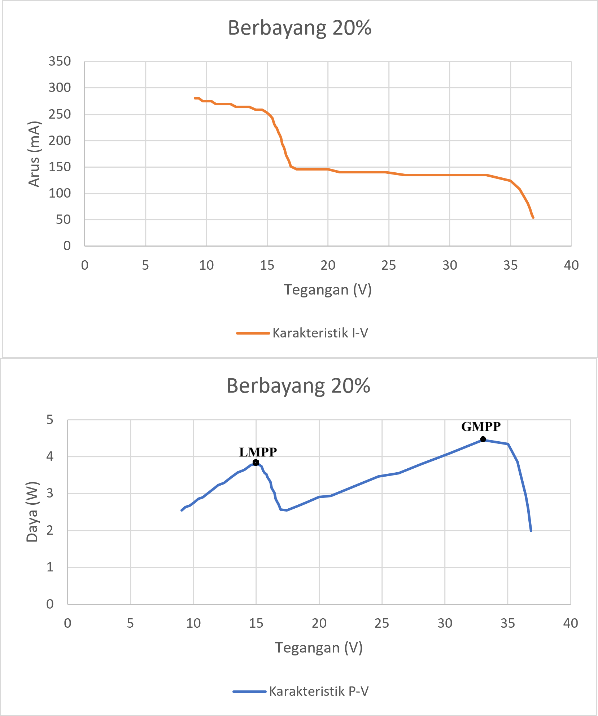 Berbayang 20%
350
300
250
200
150
100
50
0
Arus (mA)
0 5 10 15 20 25 30 35 40
Tegangan (V)
Karakteristik I-V
Berbayang 20%
5
4
3
2
1
0
Daya (W)
LMPP
GMPP
0 5 10 15 20 25 30 35 40
Tegangan (V)
Karakteristik P-V